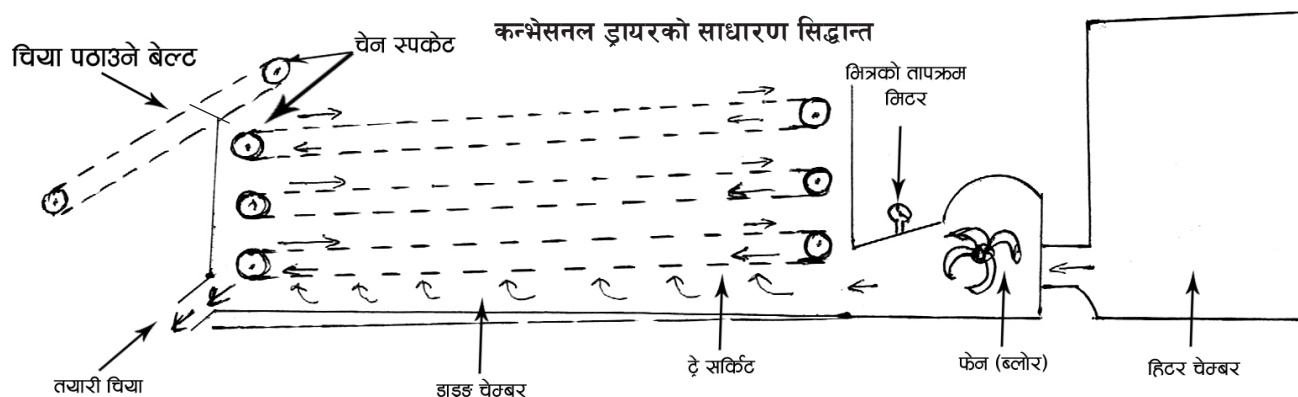 कन्भेसनल ड्रायरको साधारण सिद्धान्त
चेन स्पकेट
चिया पठाउने बेल्ट
भित्रको तापक्रम
मिटर
तयारी चिया
ड्राइङ चेम्बर
ट्रे सर्किट
फेन (ब्लोर)
हिटर चेम्बर